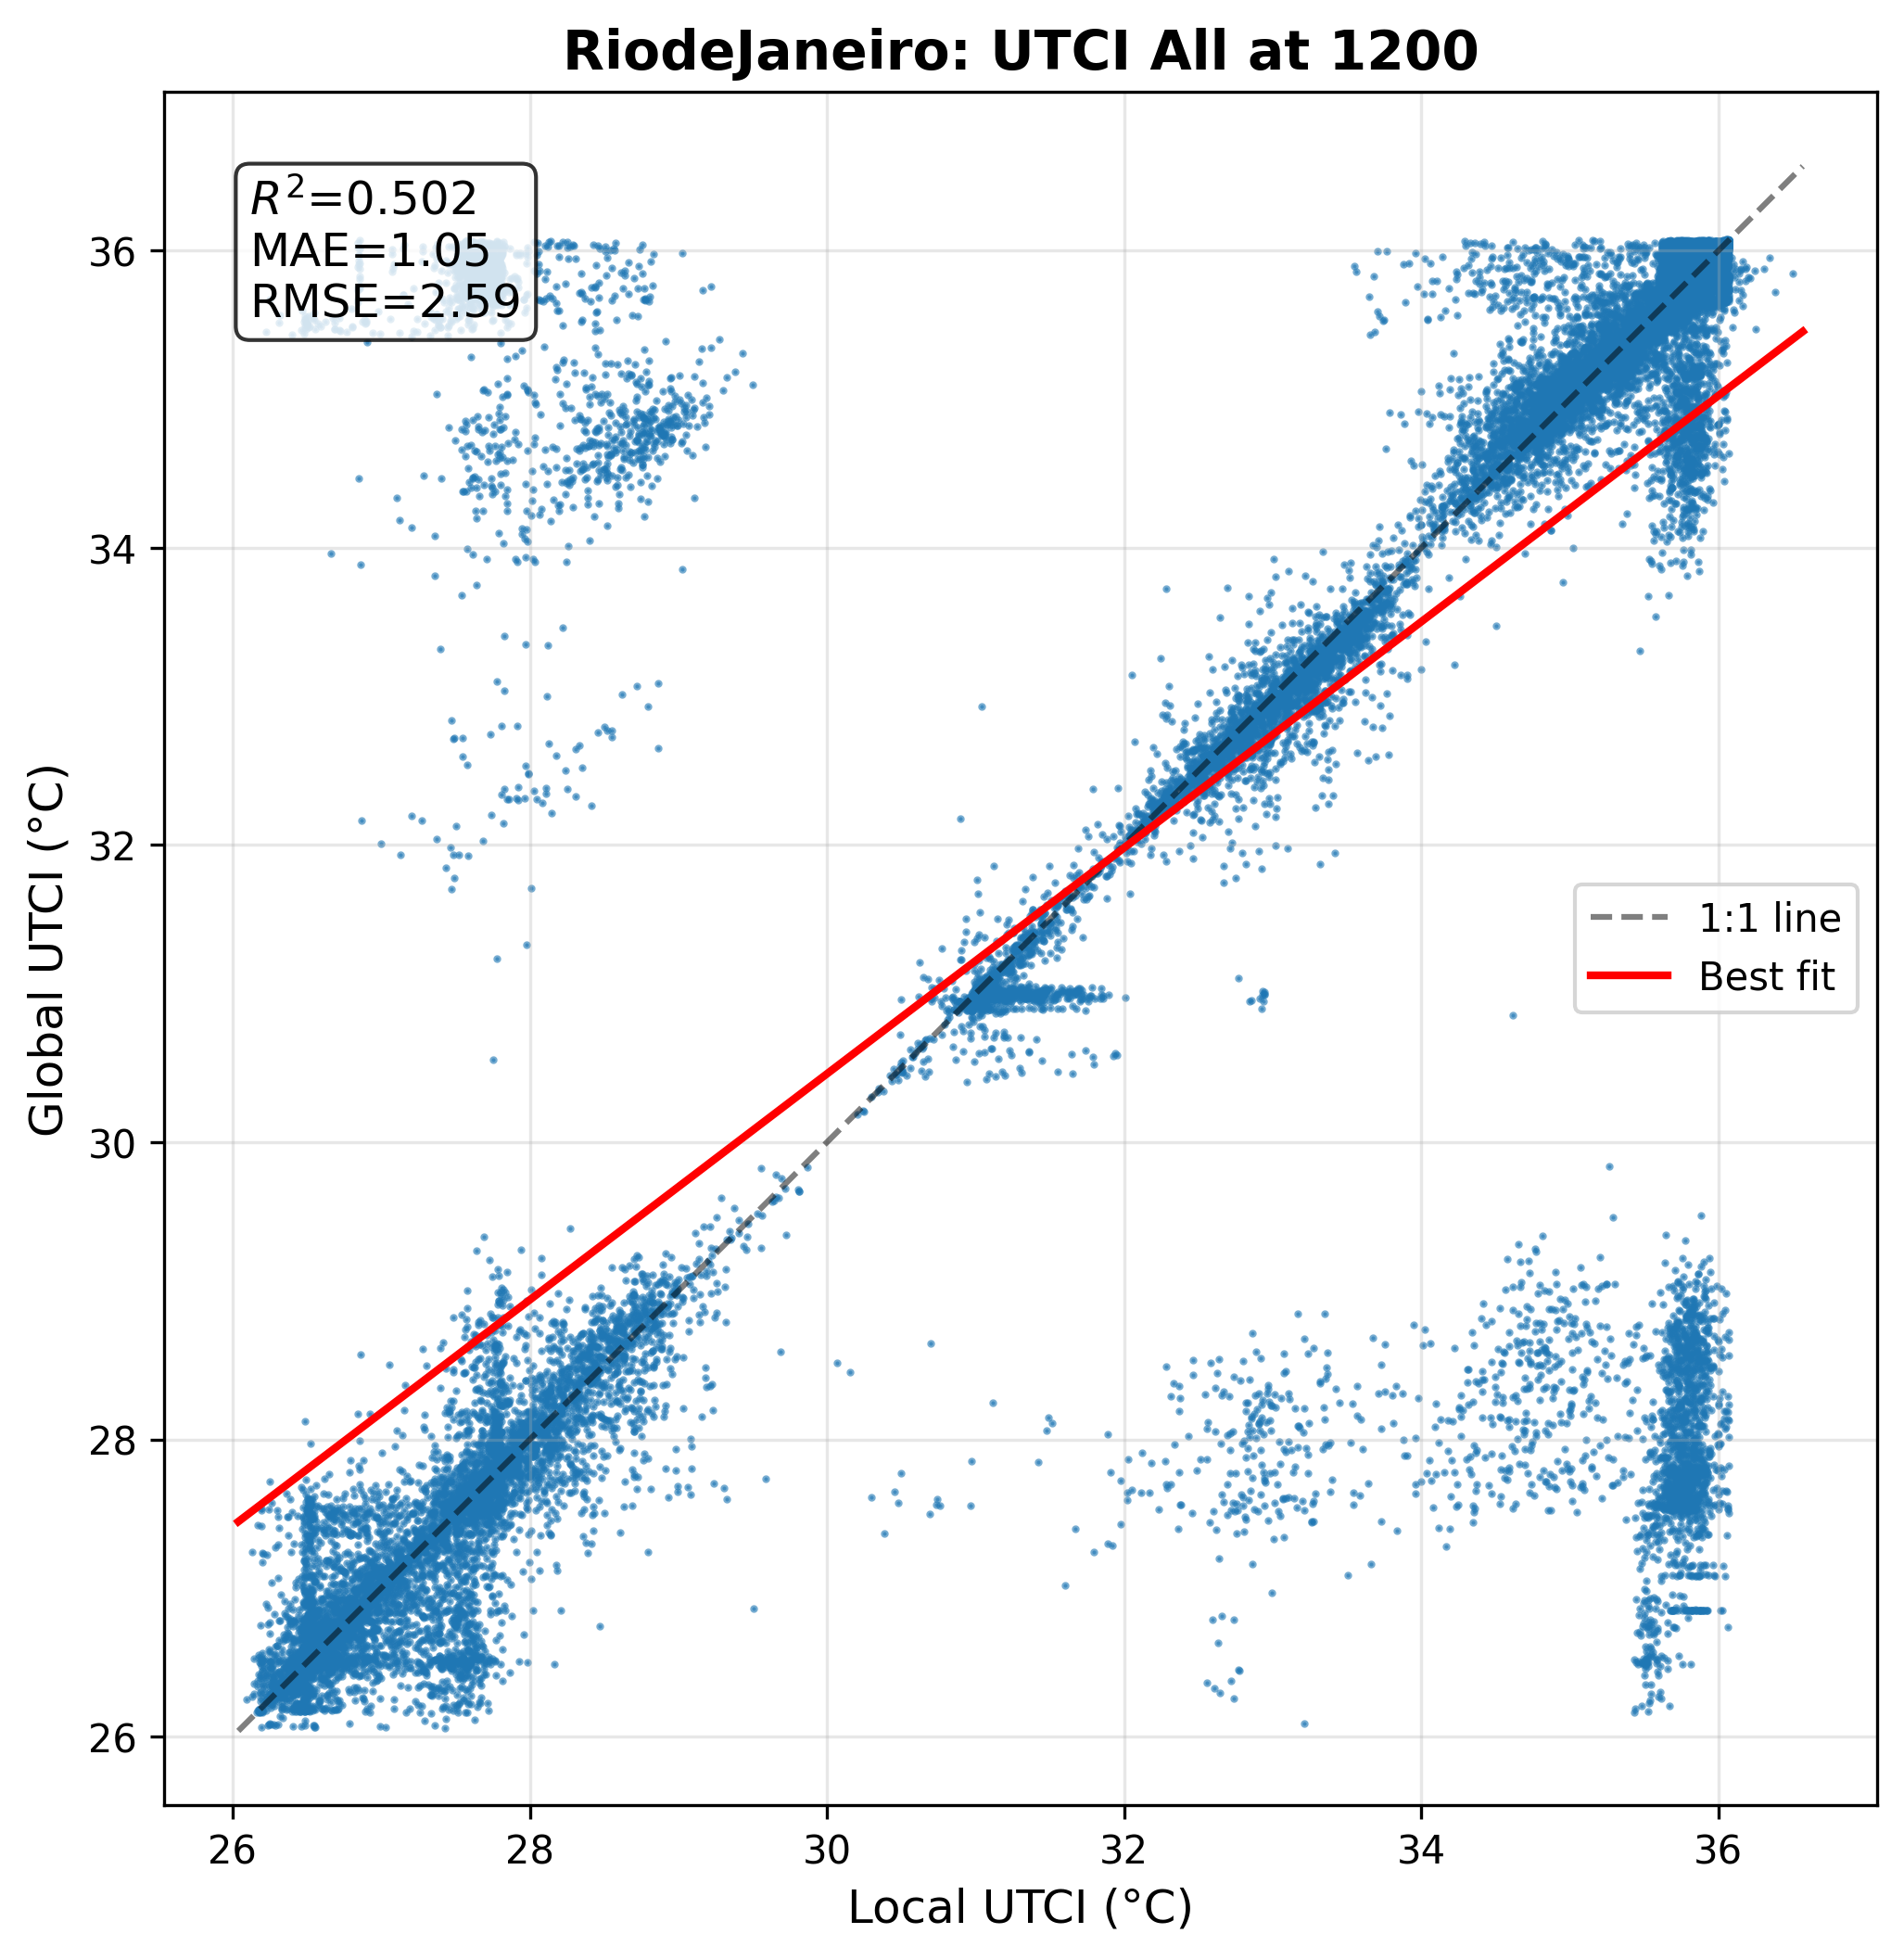 RiodeJaneiro: UTCI All at 1200
R²=0.502
MAE=1.05
RMSE=2.59
36
34
32
30
28
26
Global UTCI (°C)
1:1 line
Best fit
26 28 30 32 34 36
Local UTCI (°C)